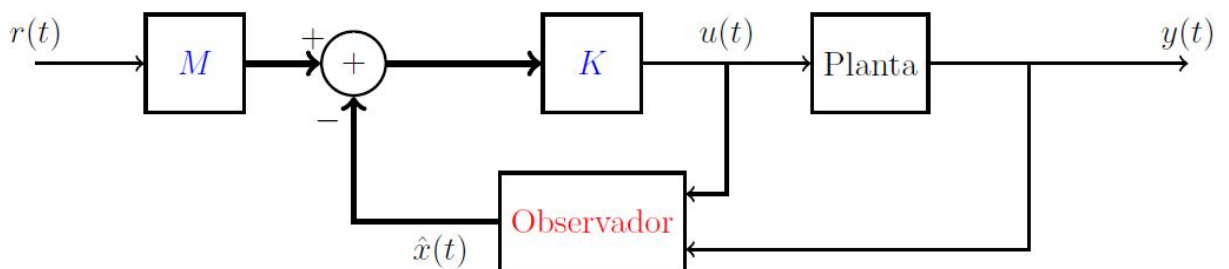 r(t)
M
+
+
−
K
u(t)
Planta
y(t)
Observador
x̂(t)